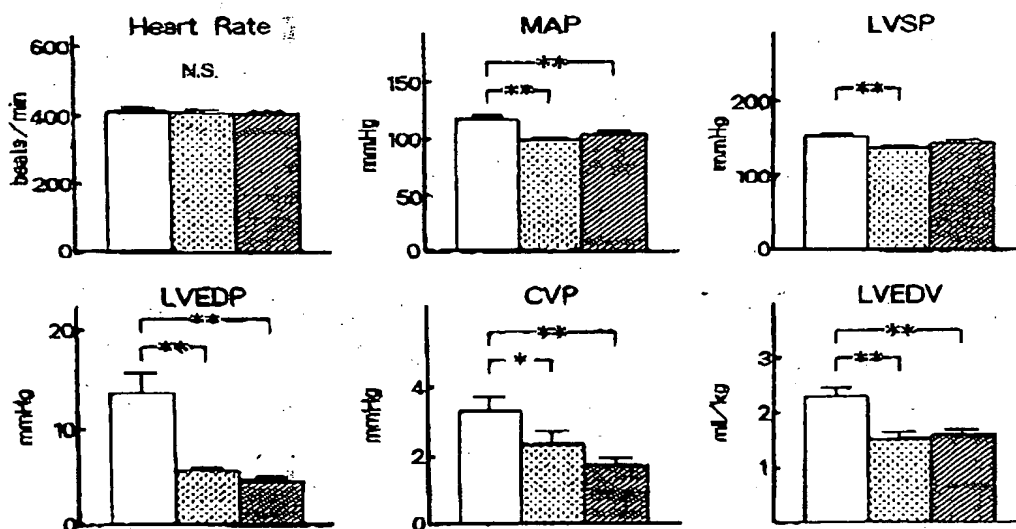 Heart Rate
N.S.
600
400
200
0
beats/min
MAP
**
**
150
100
50
0
mmHg
LVSP
**
200
100
0
mmHg
LVEDP
**
**
20
10
0
mmHg
CVP
**
*
4
2
0
mmHg
LVEDV
**
**
3
2
1
ml/kg